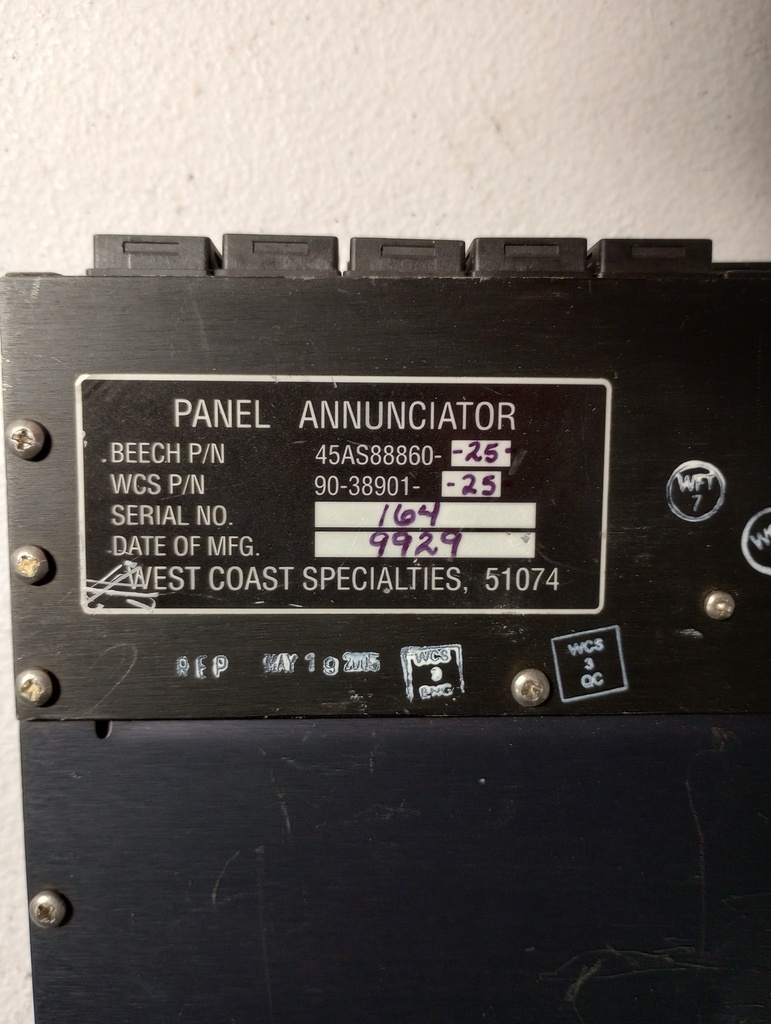 PANEL ANNUNCIATOR
.BEECH P/N 45AS88860- -25-
WCS P/N 90-38901- -25
SERIAL NO. 164
DATE OF MFG. 9929
WEST COAST SPECIALTIES, 51074
WFT
7
REP MAY 19 2005
WCS
3
WCS
3
QC